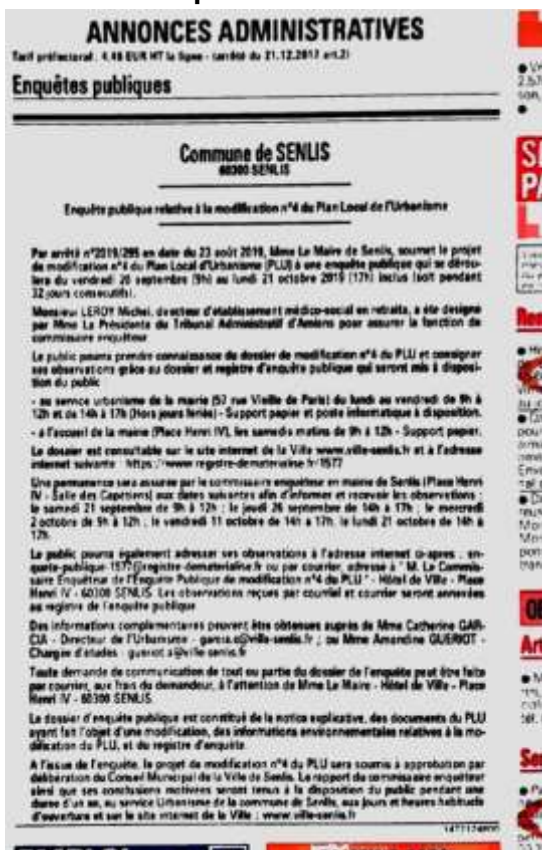 ANNONCES ADMINISTRATIVES
Tarif préfectoral : 4,46 EUR HT la ligne - (arrêté du 21.12.2017 art.2)
Enquêtes publiques
Commune de SENLIS
60300 SENLIS
Enquête publique relative à la modification n°4 du Plan Local de l'Urbanisme
Par arrêté n°2019/295 en date du 23 août 2019, Mme Le Maire de Senlis, soumet le projet
de modification n°4 du Plan Local d'Urbanisme (PLU) à une enquête publique qui se dérou-
lera du vendredi 20 septembre (9h) au lundi 21 octobre 2019 (17h) inclus (soit pendant
32 jours consécutifs).
Monsieur LEROY Michel, directeur d'établissement médico-social en retraite, a été désigné
par Mme La Présidente du Tribunal Administratif d'Amiens pour assurer la fonction de
commissaire enquêteur
Le public pourra prendre connaissance du dossier de modification n°4 du PLU et consigner
ses observations grâce au dossier et registre d'enquête publique qui seront mis à disposi-
tion du public
- au service urbanisme de la mairie (57 rue Vieille de Paris) du lundi au vendredi de 9h à
12h et de 14h à 17h (Hors jours fériés) - Support papier et poste informatique à disposition.
- à l'accueil de la mairie (Place Henri IV), les samedis matins de 9h à 12h - Support papier.
Le dossier est consultable sur le site internet de la Ville www.ville-senlis.fr et à l'adresse
internet suivante : https://www.registre-dematerialise.fr/1577
Une permanence sera assurée par le commissaire enquêteur en mairie de Senlis (Place Henri
IV - Salle des Capétiens) aux dates suivantes afin d'informer et recevoir les observations :
le samedi 21 septembre de 9h à 12h ; le jeudi 26 septembre de 14h à 17h ; le mercredi
2 octobre de 9h à 12h ; le vendredi 11 octobre de 14h à 17h, le lundi 21 octobre de 14h à
17h.
Le public pourra également adresser ses observations à l'adresse internet ci-après : en-
quete-publique-1577@registre-dematerialise.fr ou par courrier, adressé à " M. Le Commis-
saire Enquêteur de l'Enquête Publique de modification n°4 du PLU " - Hôtel de Ville - Place
Henri IV - 60300 SENLIS. Les observations reçues par courriel et courrier seront annexées
au registre de l'enquête publique
Des informations complémentaires peuvent être obtenues auprès de Mme Catherine GAR-
CIA - Directeur de l'Urbanisme - garcia.c@ville-senlis.fr ; ou Mme Amandine GUERIOT -
Chargée d'études - gueriot.a@ville-senlis.fr
Toute demande de communication de tout ou partie du dossier de l'enquête peut être faite
par courrier, aux frais du demandeur, à l'attention de Mme Le Maire - Hôtel de Ville - Place
Henri IV - 60300 SENLIS
Le dossier d'enquête publique est constitué de la notice explicative, des documents du PLU
ayant fait l'objet d'une modification, des informations environnementales relatives à la mo-
dification du PLU, et du registre d'enquête.
A l'issue de l'enquête, le projet de modification n°4 du PLU sera soumis à approbation par
délibération du Conseil Municipal de la Ville de Senlis. Le rapport du commissaire enquêteur
ainsi que ses conclusions motivées seront tenus à la disposition du public pendant une
durée d'un an, au service Urbanisme de la commune de Senlis, aux jours et heures habituels
d'ouverture et sur le site internet de la Ville : www.ville-senlis.fr